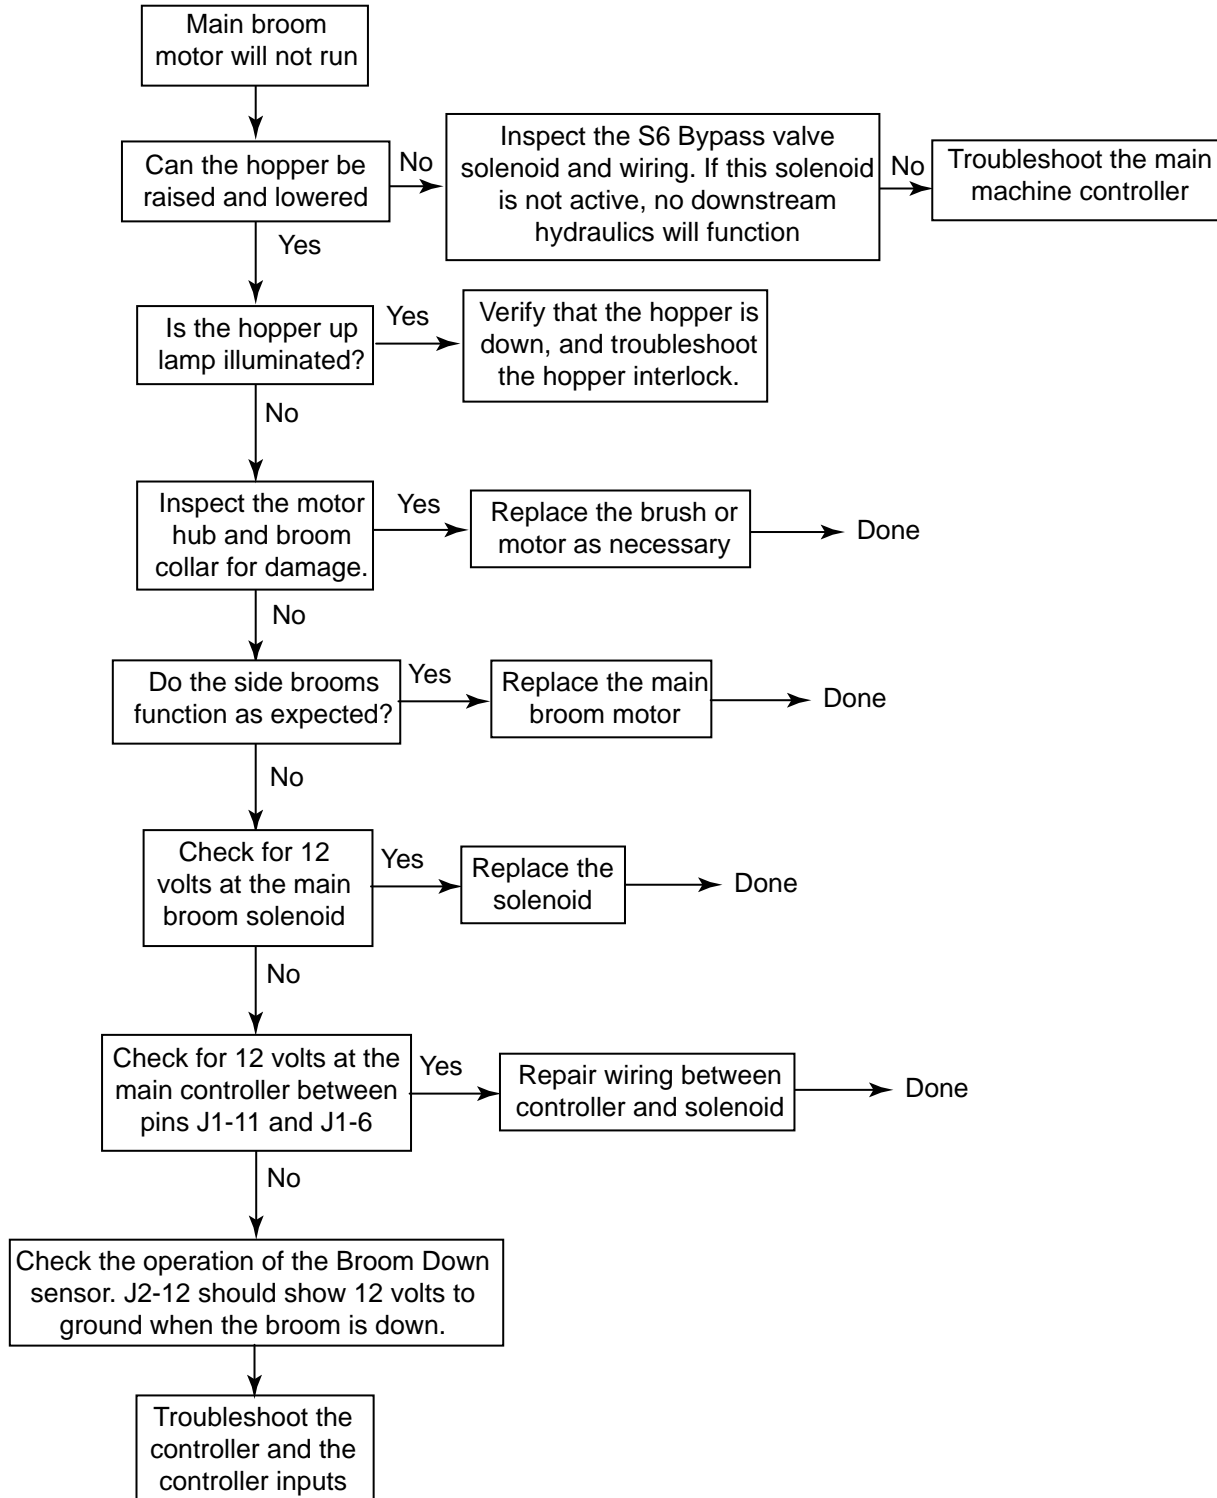 Main broom
motor will not run
Can the hopper be
raised and lowered
No
Inspect the S6 Bypass valve
solenoid and wiring. If this solenoid
is not active, no downstream
hydraulics will function
No
Troubleshoot the main
machine controller
Yes
Is the hopper up
lamp illuminated?
Yes
Verify that the hopper is
down, and troubleshoot
the hopper interlock.
No
Inspect the motor
hub and broom
collar for damage.
Yes
Replace the brush or
motor as necessary
Done
No
Do the side brooms
function as expected?
Yes
Replace the main
broom motor
Done
No
Check for 12
volts at the main
broom solenoid
Yes
Replace the
solenoid
Done
No
Check for 12 volts at the
main controller between
pins J1-11 and J1-6
Yes
Repair wiring between
controller and solenoid
Done
No
Check the operation of the Broom Down
sensor. J2-12 should show 12 volts to
ground when the broom is down.
Troubleshoot the
controller and the
controller inputs